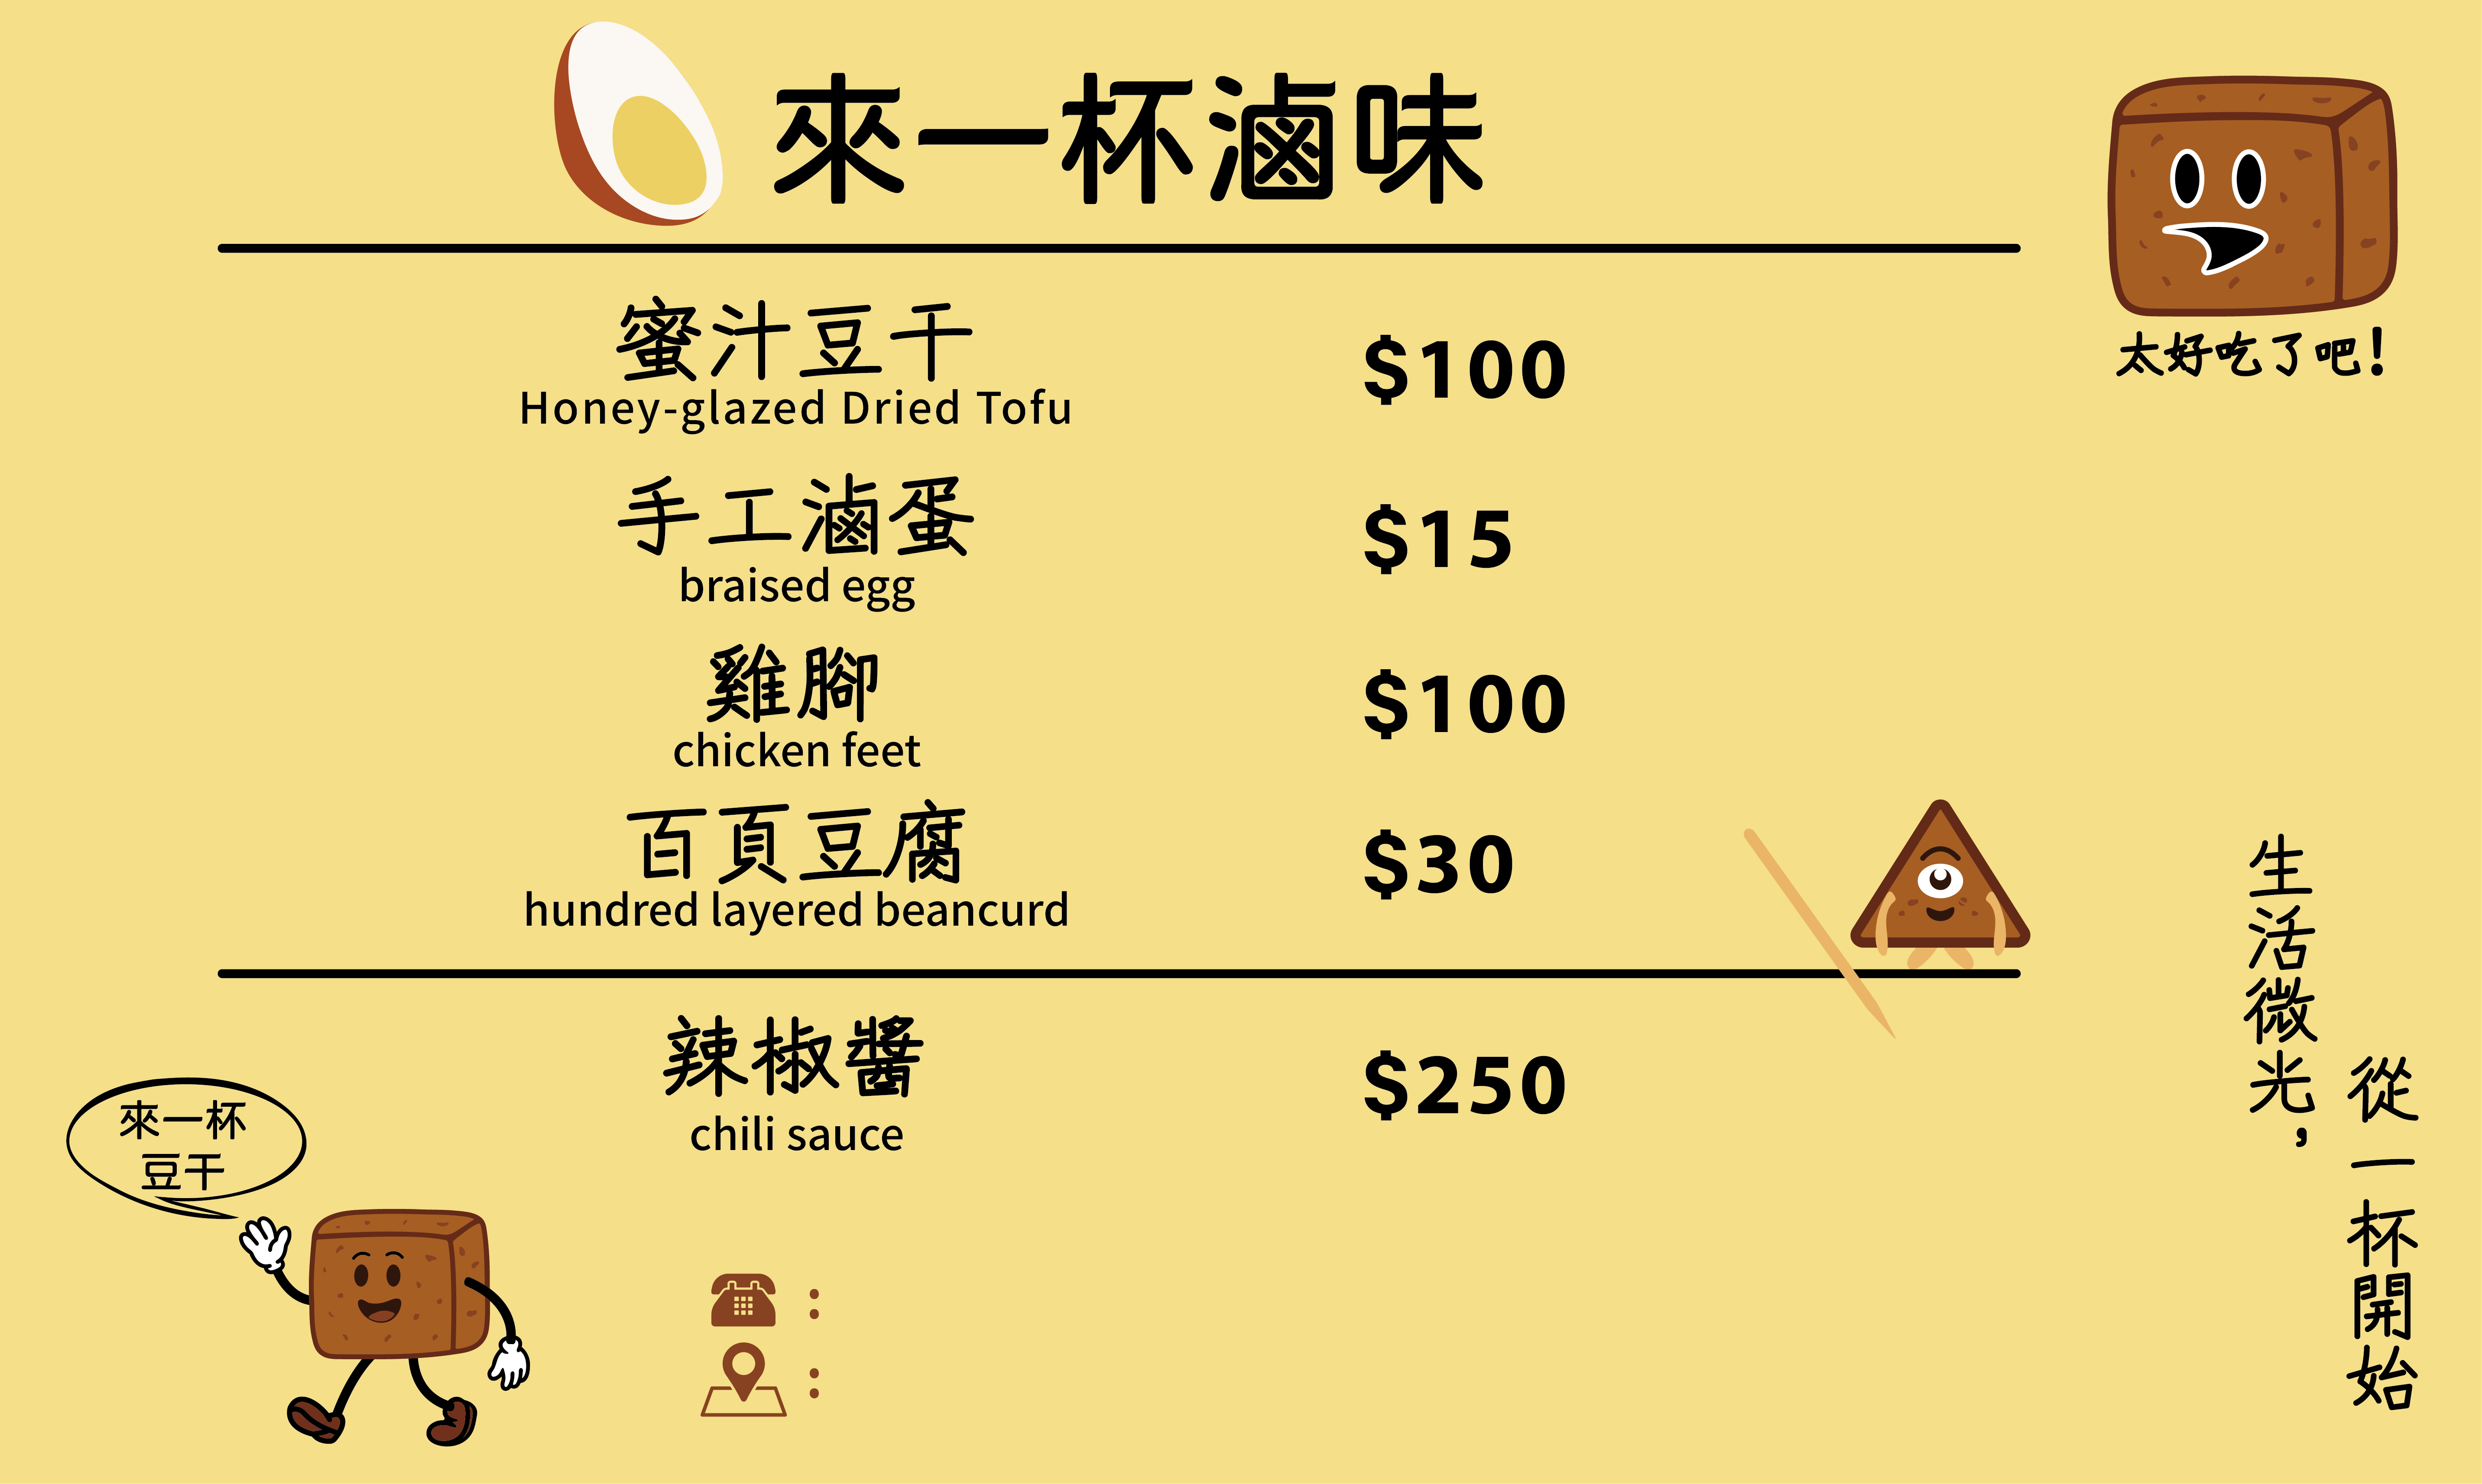 來一杯滷味
太好吃了吧!
蜜汁豆干
Honey-glazed Dried Tofu
$100
手工滷蛋
braised egg
$15
雞腳
chicken feet
$100
百頁豆腐
hundred layered beancurd
$30
辣椒醬
chili sauce
$250
來一杯
豆干
:
:
生活微光，
從一杯開始